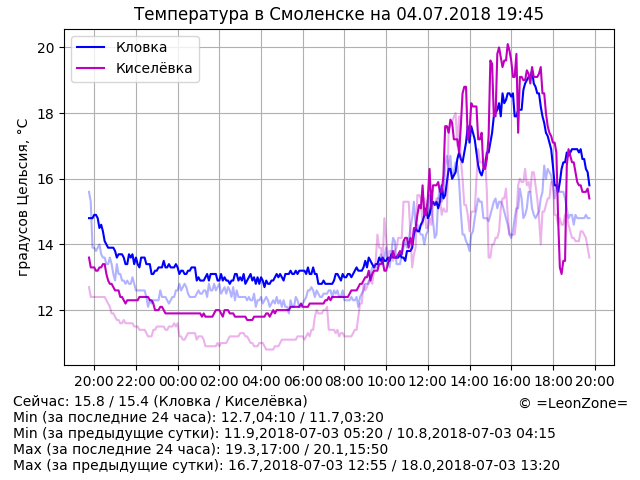 Температура в Смоленске на 04.07.2018 19:45
Кловка
Киселёвка
градусов Цельсия, °C
20
18
16
14
12
20:00 22:00 00:00 02:00 04:00 06:00 08:00 10:00 12:00 14:00 16:00 18:00 20:00
Сейчас: 15.8 / 15.4 (Кловка / Киселёвка)
© =LeonZone=
Min (за последние 24 часа): 12.7,04:10 / 11.7,03:20
Min (за предыдущие сутки): 11.9,2018-07-03 05:20 / 10.8,2018-07-03 04:15
Max (за последние 24 часа): 19.3,17:00 / 20.1,15:50
Max (за предыдущие сутки): 16.7,2018-07-03 12:55 / 18.0,2018-07-03 13:20